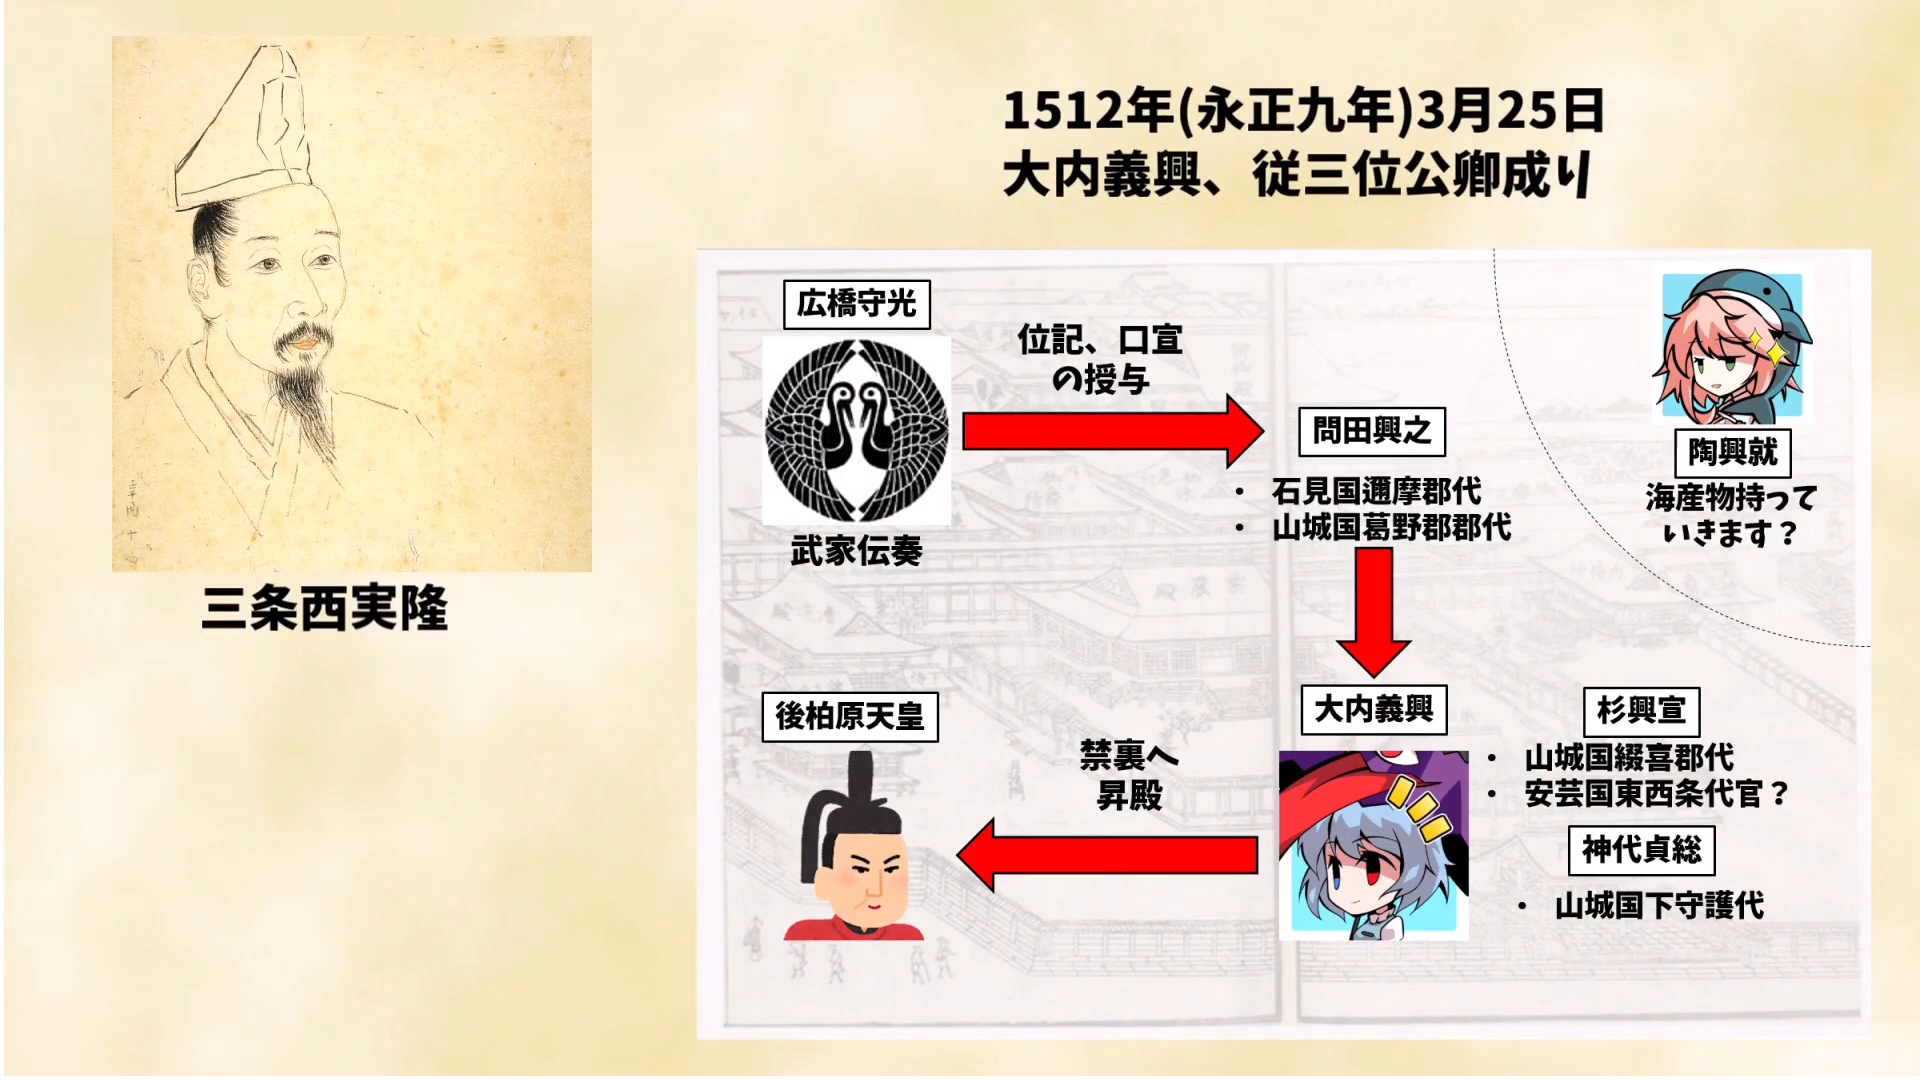 1512年(永正九年)3月25日
大内義興、従三位公卿成り
三条西実隆
広橋守光
武家伝奏
位記、口宣
の授与
問田興之
・ 石見国邇摩郡代
・ 山城国葛野郡郡代
陶興就
海産物持って
いきます？
後柏原天皇
禁裏へ
昇殿
大内義興
杉興宣
・ 山城国綴喜郡代
・ 安芸国東西条代官？
神代貞総
・ 山城国下守護代